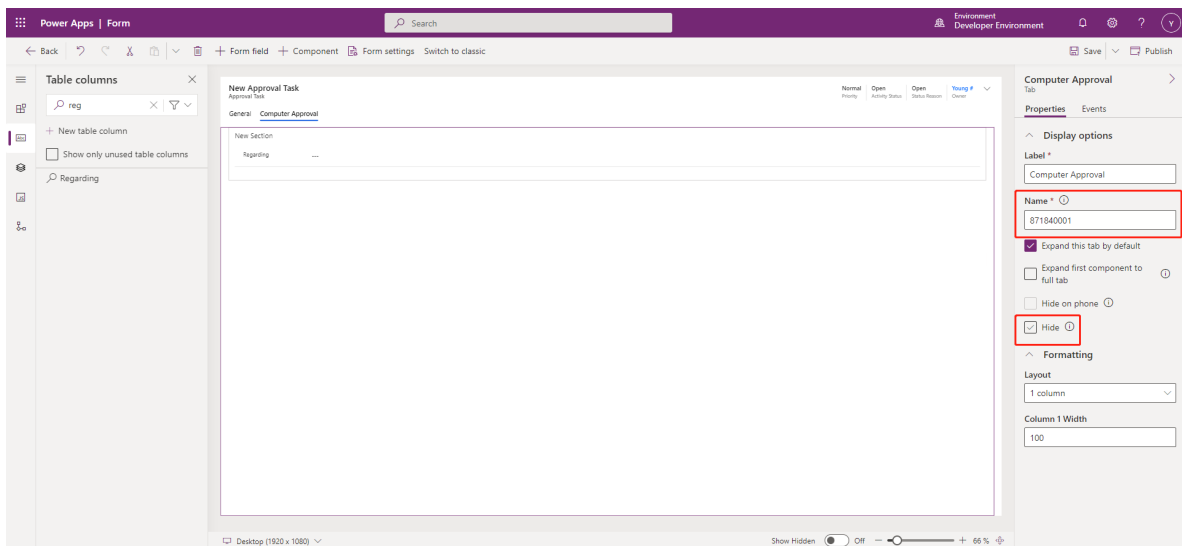 Power Apps | Form
Search
Environment
Developer Environment
?
Y
Back
Form field
Component
Form settings
Switch to classic
Save
Publish
Table columns
reg
New table column
Show only unused table columns
Regarding
Abc
New Approval Task
Approval Task
Normal
Priority
Open
Activity Status
Open
Status Reason
Young #
Owner
General
Computer Approval
New Section
Regarding
---
Computer Approval
Tab
Properties
Events
Display options
Label *
Computer Approval
Name *
871840001
Expand this tab by default
Expand first component to
full tab
Hide on phone
Hide
Formatting
Layout
1 column
Column 1 Width
100
Desktop (1920 x 1080)
Show Hidden
Off
66 %